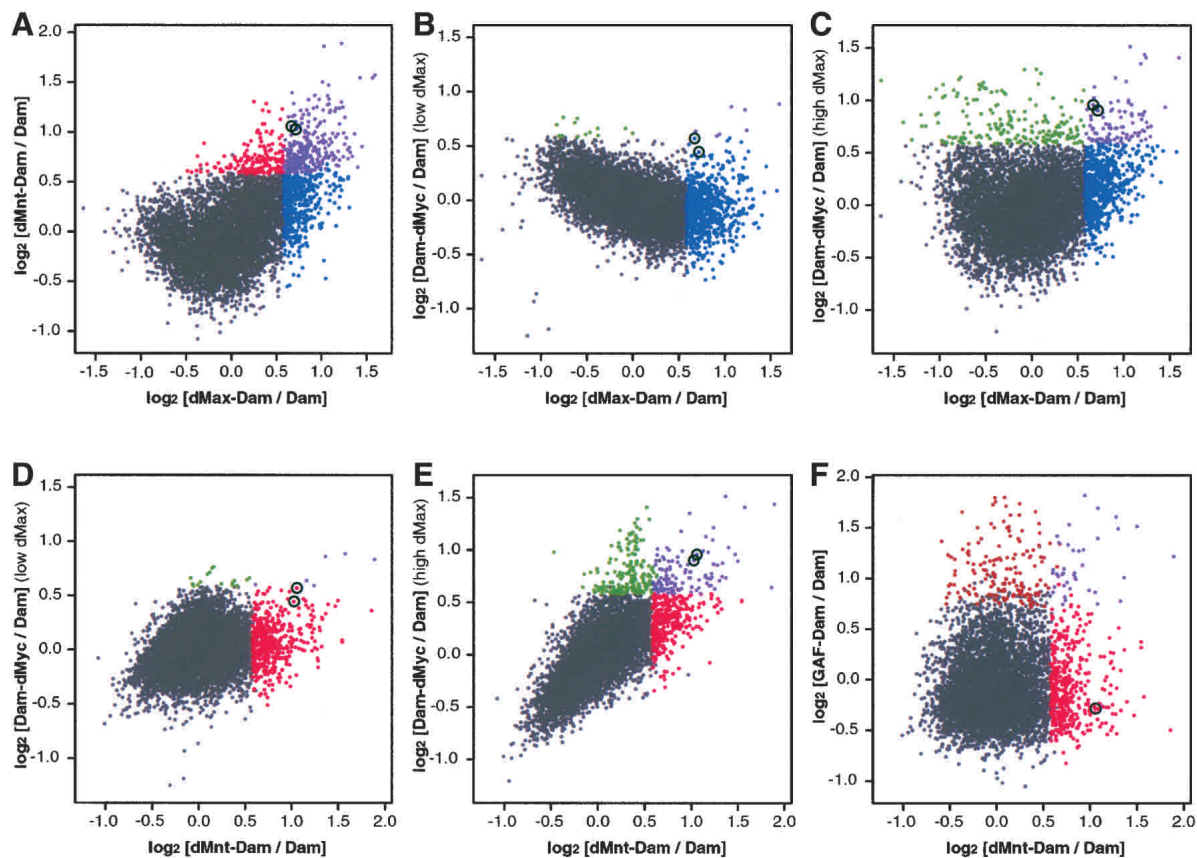 A
log2 [dMnt-Dam / Dam]
2.0
1.5
1.0
0.5
0.0
-0.5
-1.0
-1.5 -1.0 -0.5 0.0 0.5 1.0 1.5
log2 [dMax-Dam / Dam]
B
log2 [Dam-dMyc / Dam] (low dMax)
1.5
1.0
0.5
0.0
-0.5
-1.0
-1.5 -1.0 -0.5 0.0 0.5 1.0 1.5
log2 [dMax-Dam / Dam]
C
log2 [Dam-dMyc / Dam] (high dMax)
1.5
1.0
0.5
0.0
-0.5
-1.0
-1.5 -1.0 -0.5 0.0 0.5 1.0 1.5
log2 [dMax-Dam / Dam]
D
log2 [Dam-dMyc / Dam] (low dMax)
1.5
1.0
0.5
0.0
-0.5
-1.0
-1.0 -0.5 0.0 0.5 1.0 1.5 2.0
log2 [dMnt-Dam / Dam]
E
log2 [Dam-dMyc / Dam] (high dMax)
1.5
1.0
0.5
0.0
-0.5
-1.0
-1.0 -0.5 0.0 0.5 1.0 1.5 2.0
log2 [dMnt-Dam / Dam]
F
log2 [GAF-Dam / Dam]
2.0
1.5
1.0
0.5
0.0
-0.5
-1.0
-1.0 -0.5 0.0 0.5 1.0 1.5 2.0
log2 [dMnt-Dam / Dam]